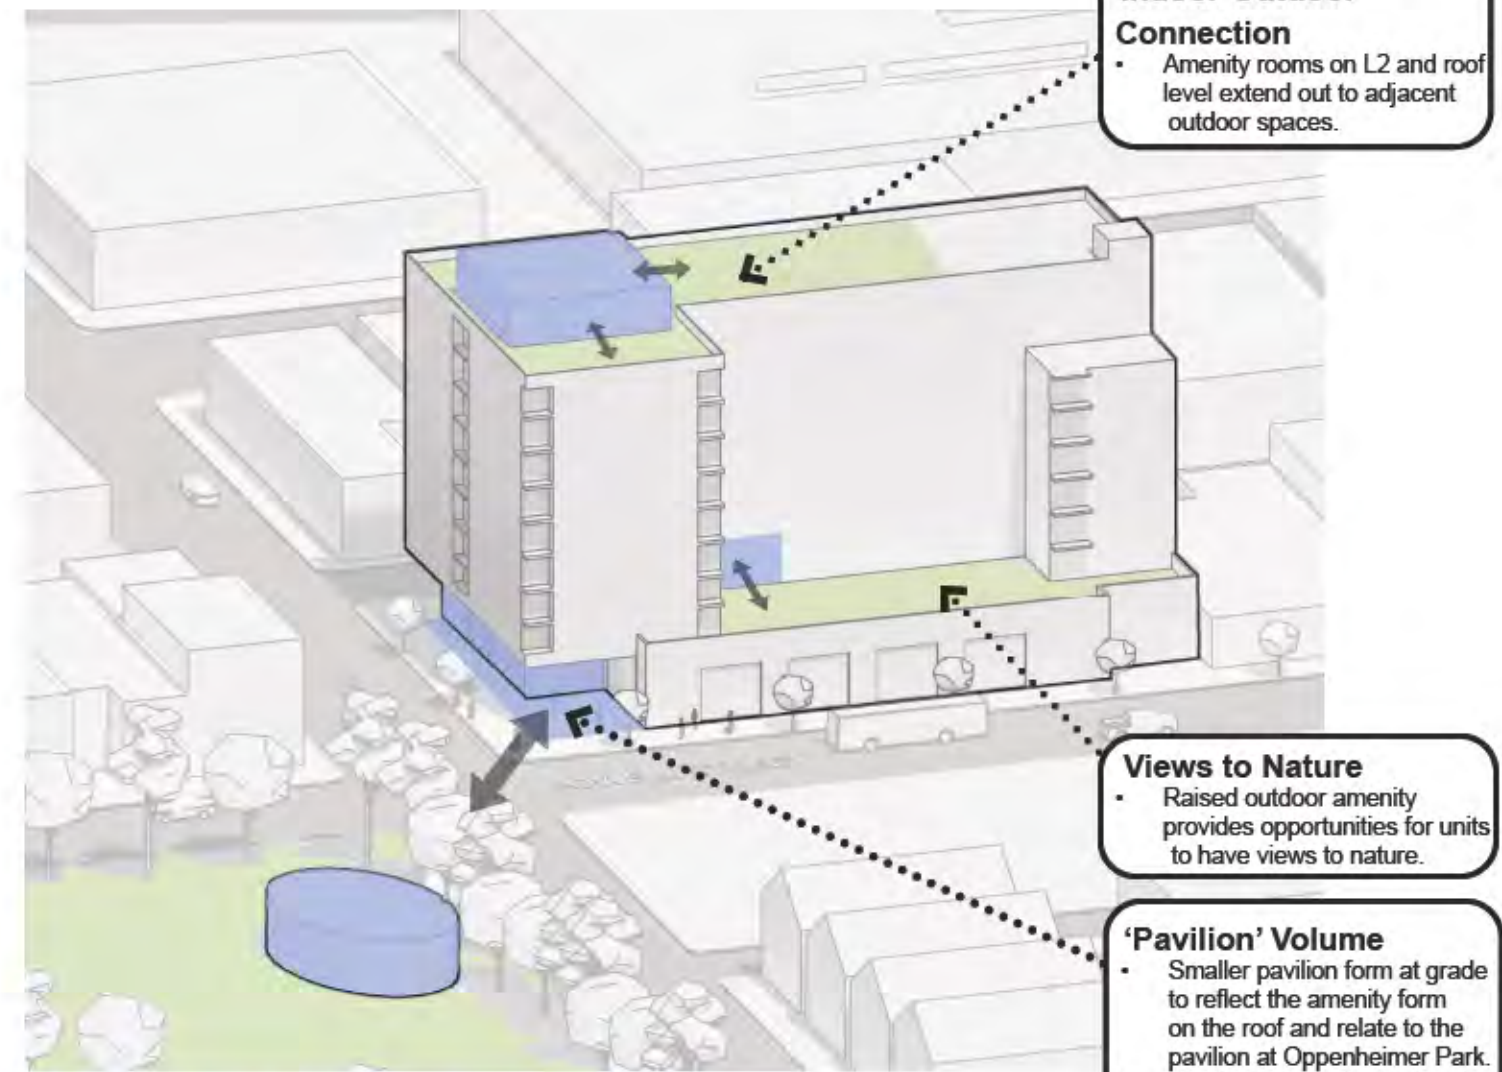 Connection
▪ Amenity rooms on L2 and roof
level extend out to adjacent
outdoor spaces.
Views to Nature
▪ Raised outdoor amenity
provides opportunities for units
to have views to nature.
‘Pavilion’ Volume
▪ Smaller pavilion form at grade
to reflect the amenity form
on the roof and relate to the
pavilion at Oppenheimer Park.